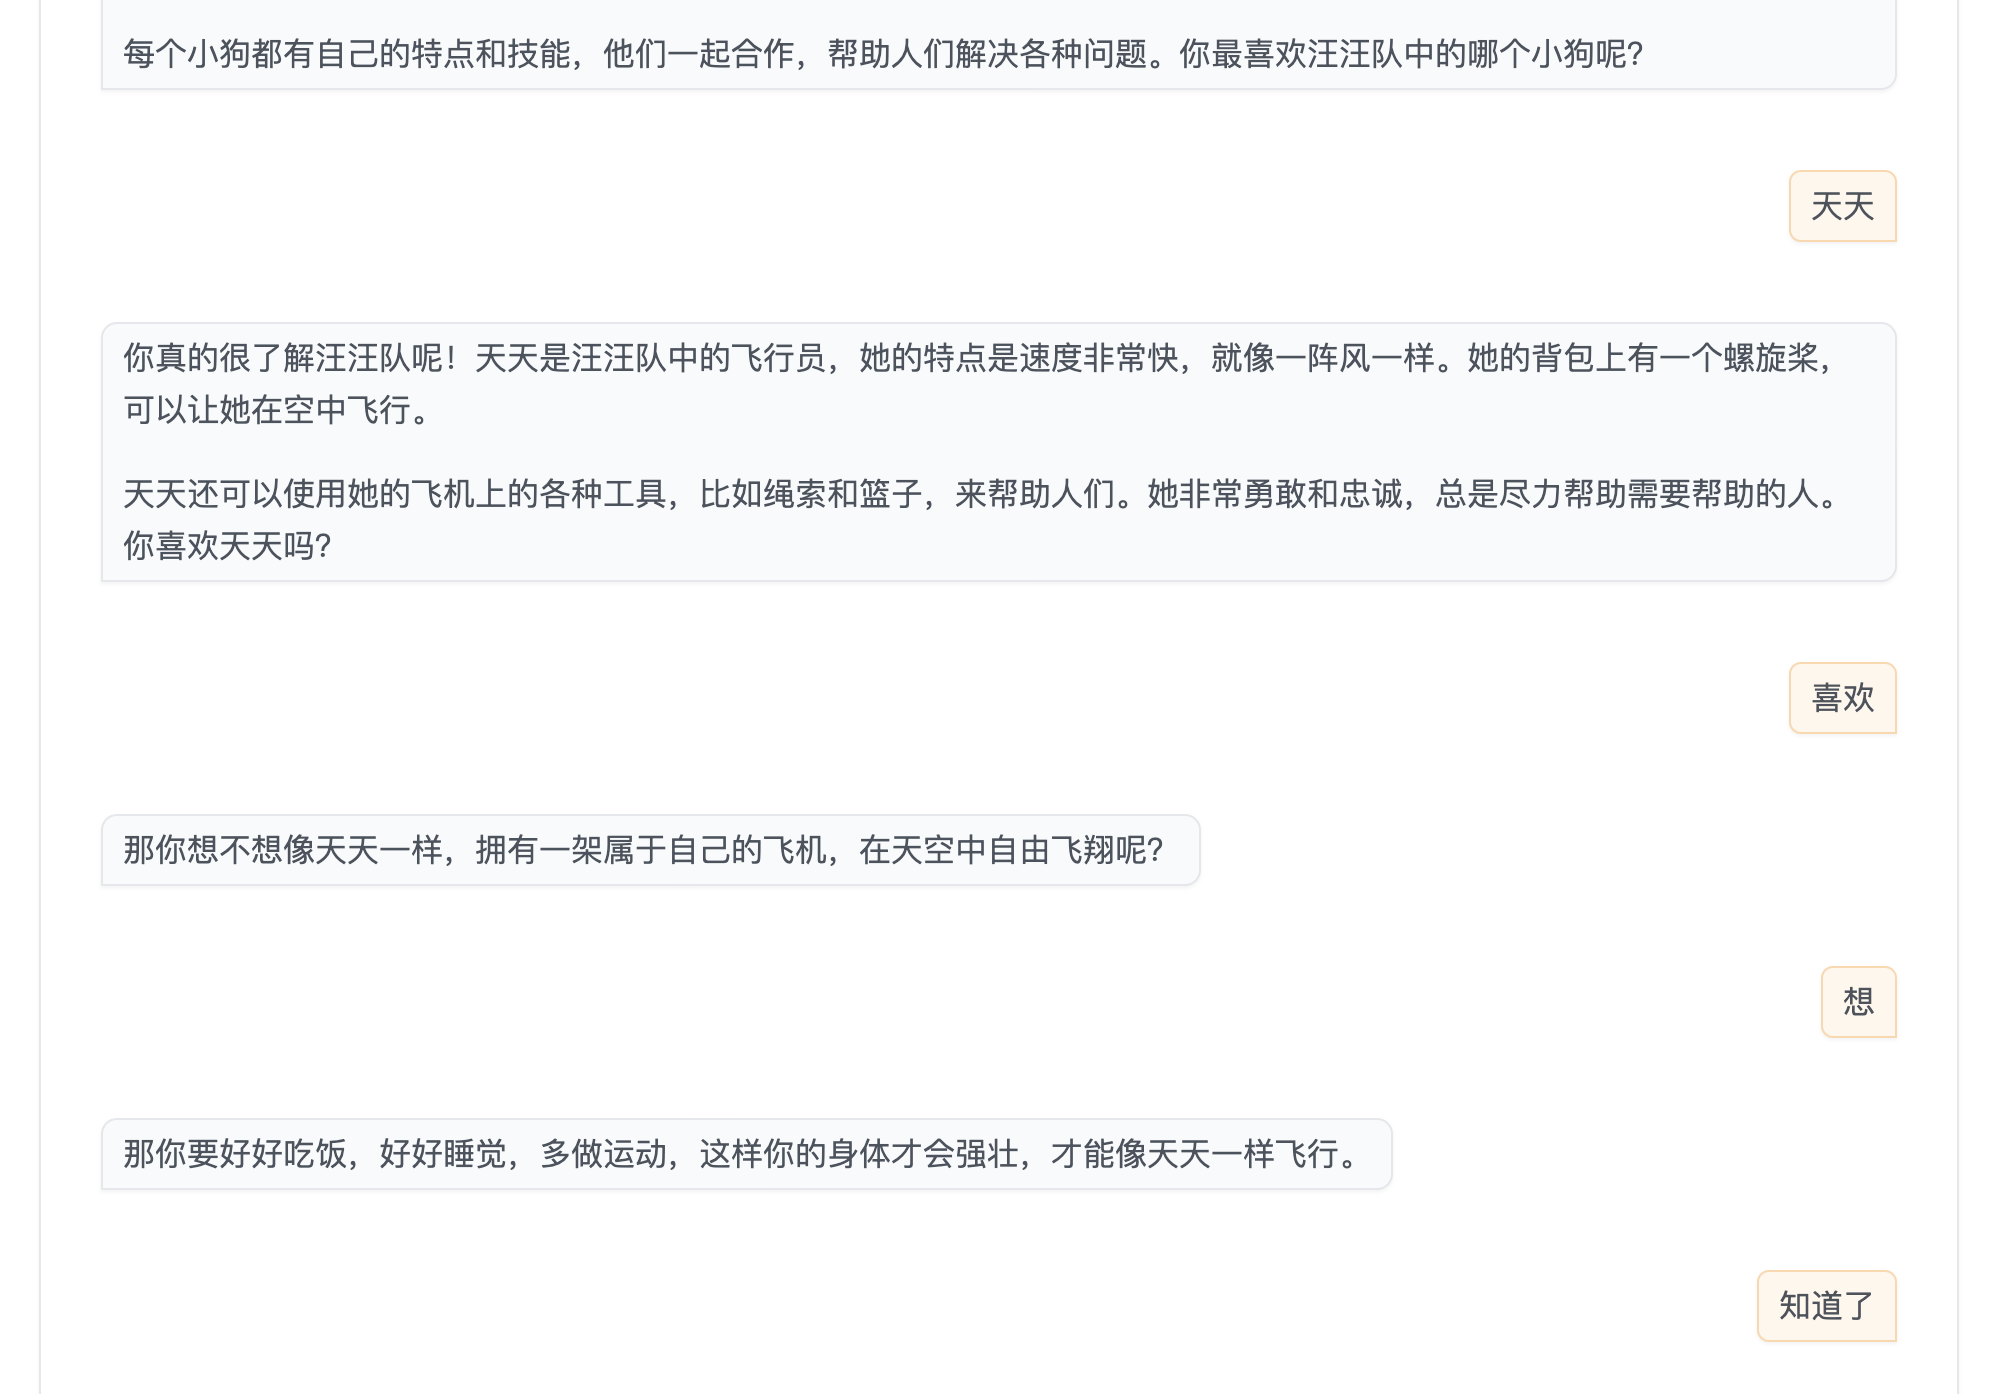 每个小狗都有自己的特点和技能，他们一起合作，帮助人们解决各种问题。你最喜欢汪汪队中的哪个小狗呢？
天天
你真的很了解汪汪队呢！天天是汪汪队中的飞行员，她的特点是速度非常快，就像一阵风一样。她的背包上有一个螺旋桨，
可以让她在空中飞行。
天天还可以使用她的飞机上的各种工具，比如绳索和篮子，来帮助人们。她非常勇敢和忠诚，总是尽力帮助需要帮助的人。
你喜欢天天吗？
喜欢
那你想不想像天天一样，拥有一架属于自己的飞机，在天空中自由飞翔呢？
想
那你要好好吃饭，好好睡觉，多做运动，这样你的身体才会强壮，才能像天天一样飞行。
知道了